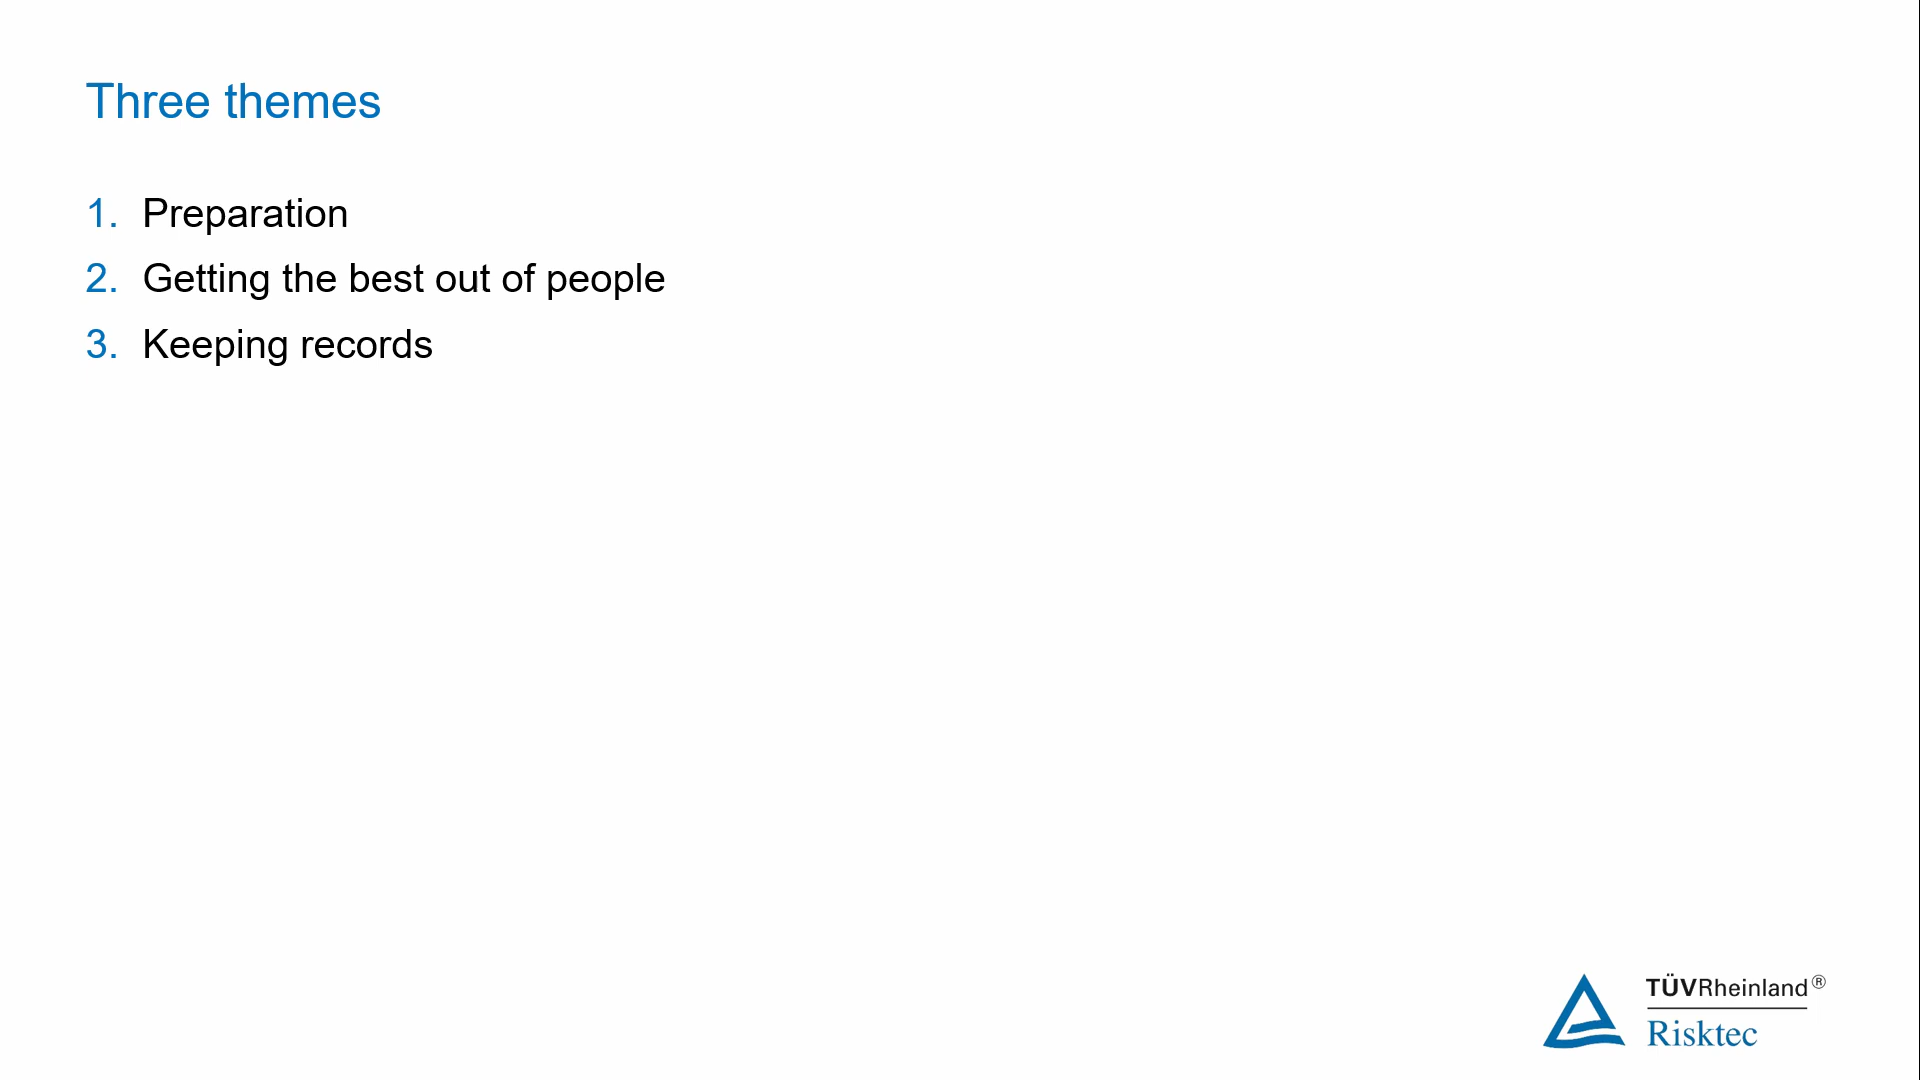 Three themes
1. Preparation
2. Getting the best out of people
3. Keeping records
TÜVRheinland®
Risktec